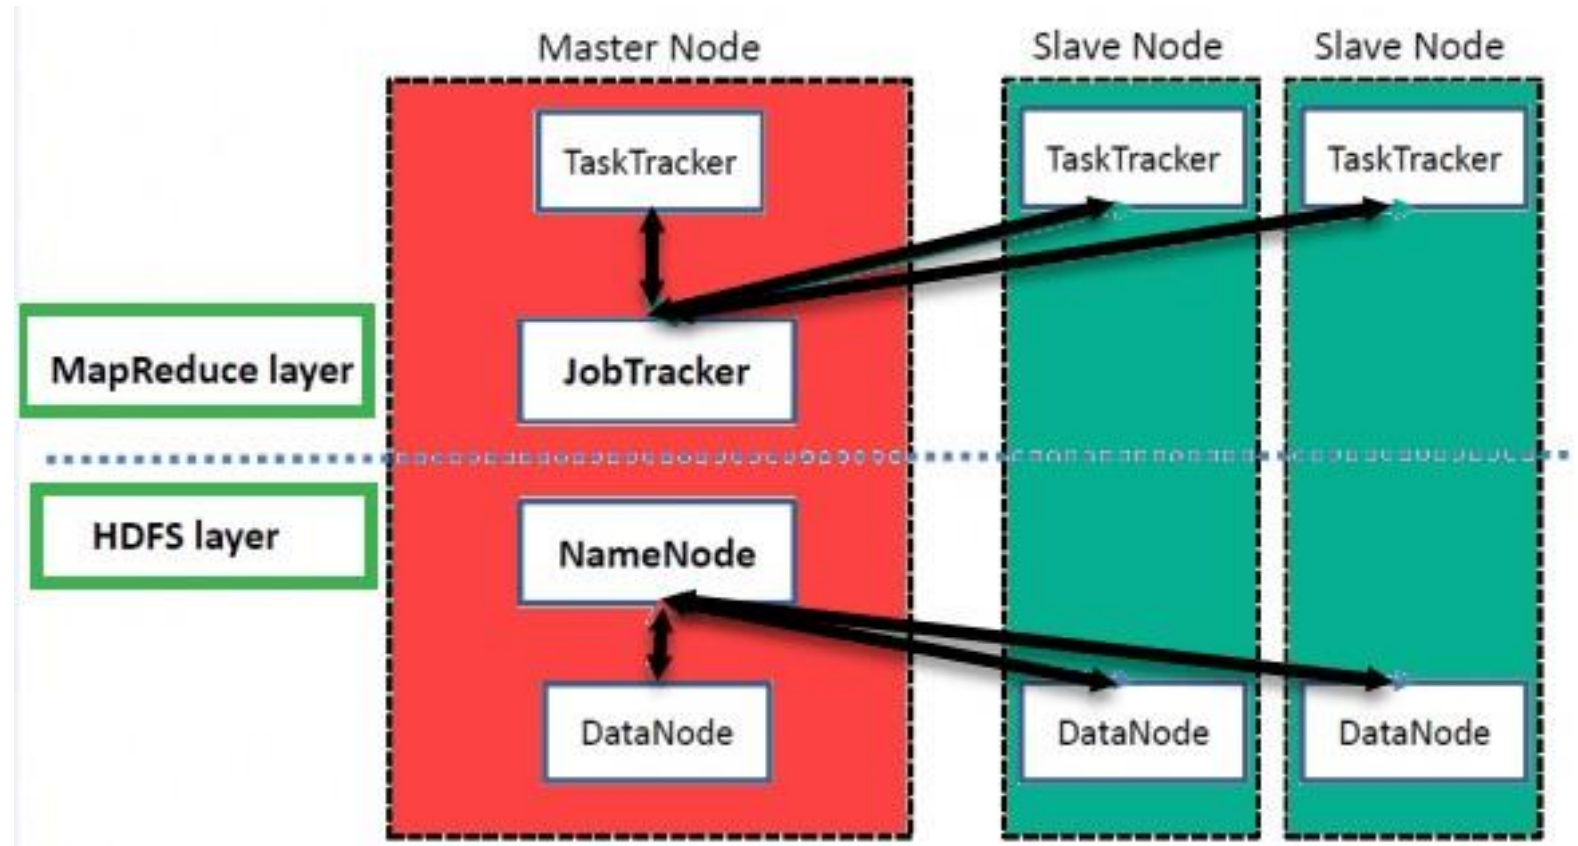 Master Node
Slave Node
Slave Node
TaskTracker
TaskTracker
TaskTracker
MapReduce layer
JobTracker
HDFS layer
NameNode
DataNode
DataNode
DataNode